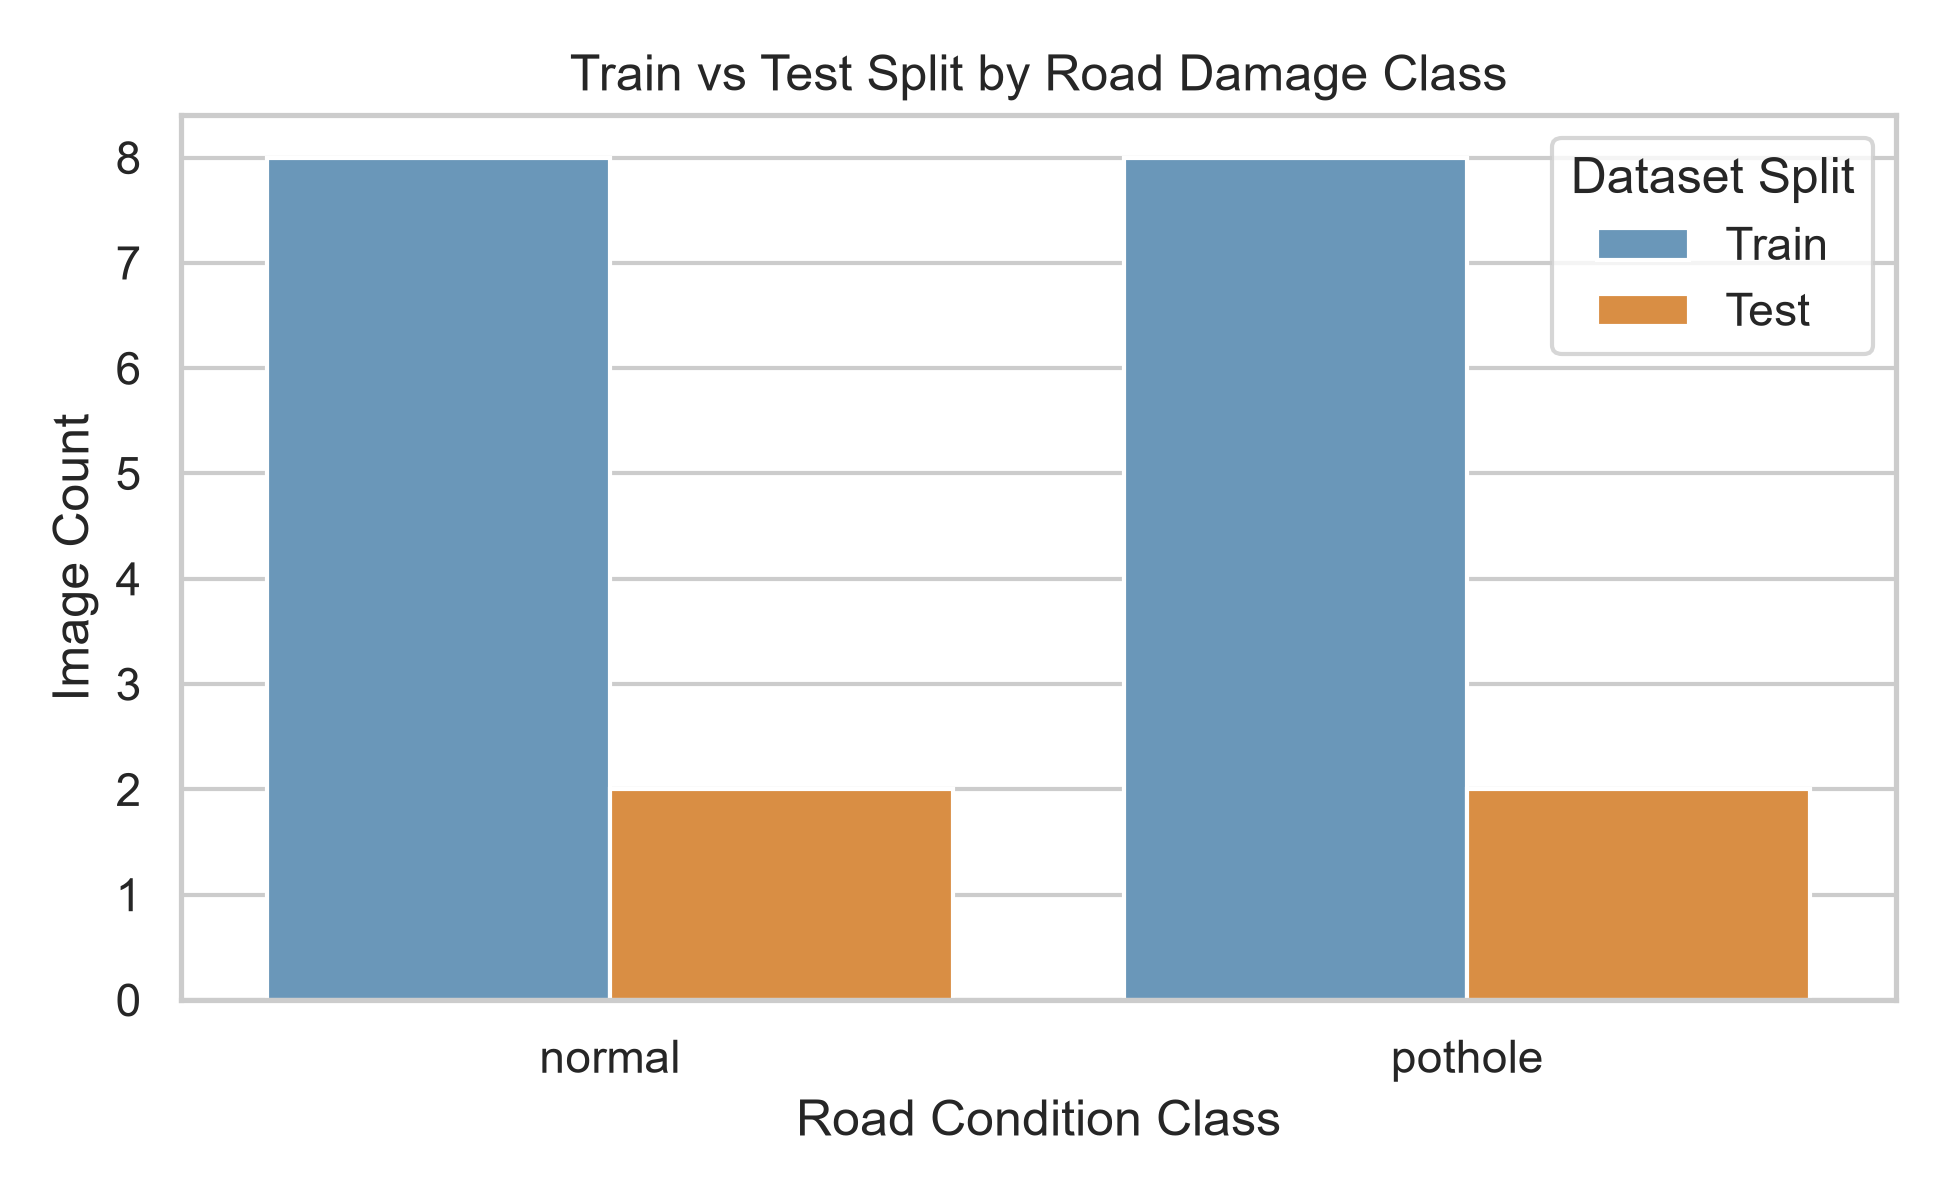 Train vs Test Split by Road Damage Class
Dataset Split
Train
Test
8
7
6
5
4
3
2
1
0
Image Count
normal
pothole
Road Condition Class